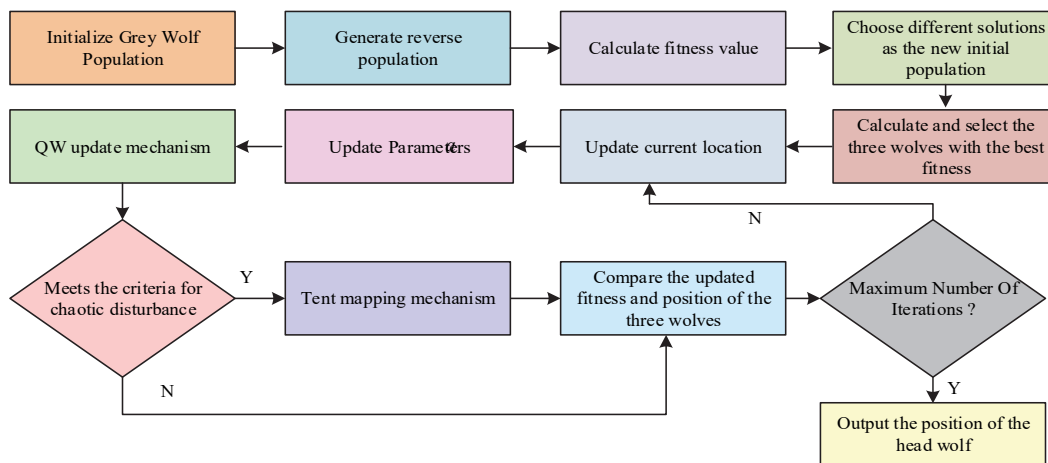 Initialize Grey Wolf
Population
Generate reverse
population
Calculate fitness value
Choose different solutions
as the new initial
population
QW update mechanism
Update Parameters
Update current location
Calculate and select the
three wolves with the best
fitness
N
Meets the criteria for
chaotic disturbance
Y
Tent mapping mechanism
Compare the updated
fitness and position of the
three wolves
Maximum Number Of
Iterations ?
N
Y
Output the position of the
head wolf